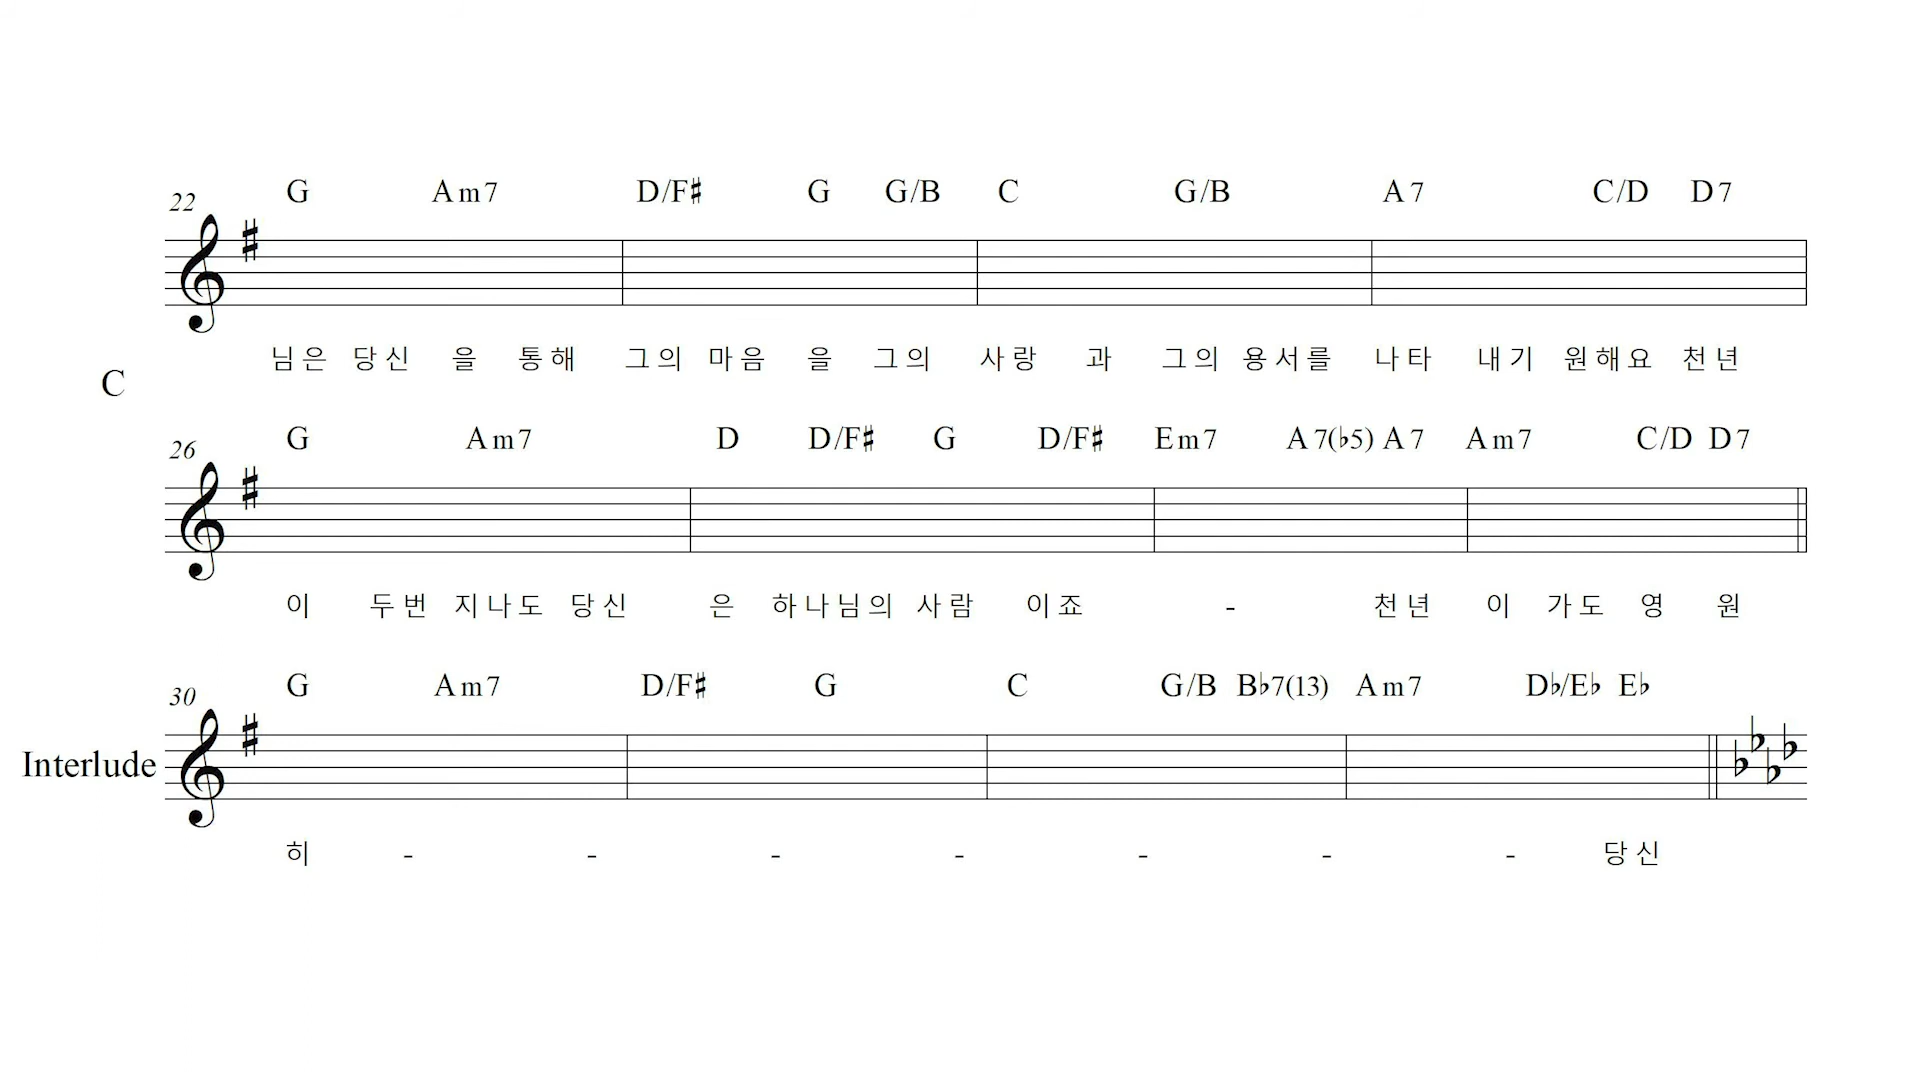 22 G Am7 D/F♯ G G/B C G/B A7 C/D D7
님은 당신 을 통해 그의 마음 을 그의 사랑 과 그의 용서를 나타 내기 원해요 천년
C
26 G Am7 D D/F♯ G D/F♯ Em7 A7(♭5) A7 Am7 C/D D7
이 두번 지나도 당신 은 하나님의 사람 이죠 - 천년 이 가도 영 원
30 G Am7 D/F♯ G C G/B B♭7(13) Am7 D♭/E♭ E♭
Interlude
히 - - - - - - - 당신